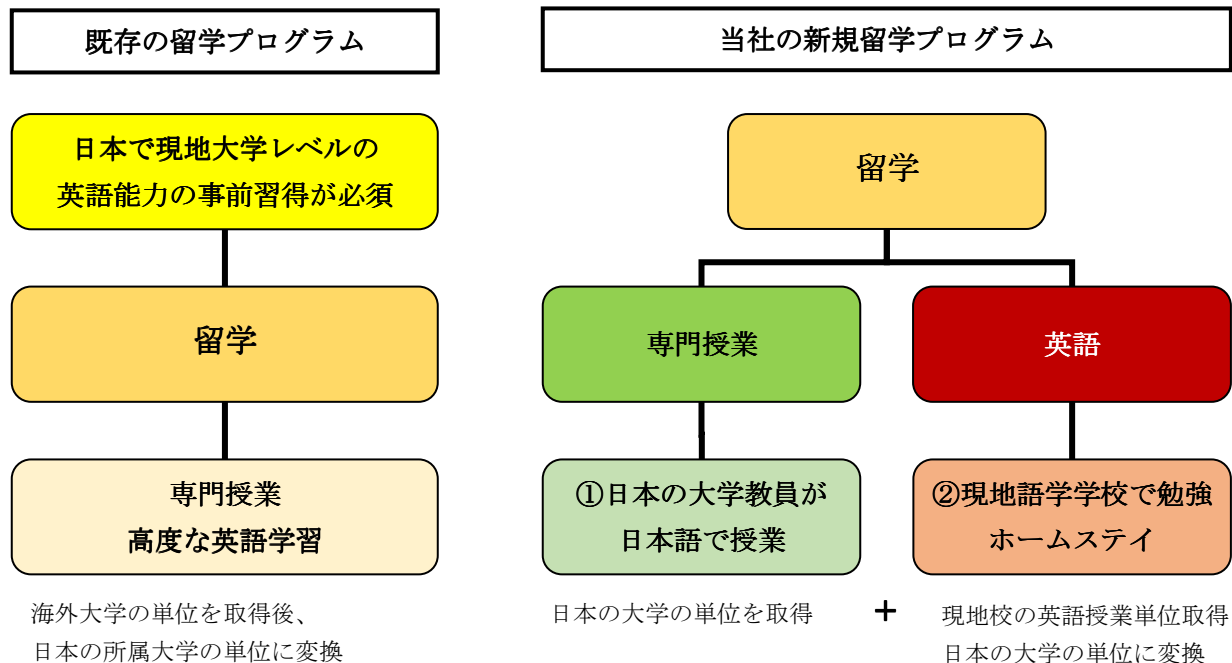 既存の留学プログラム
日本で現地大学レベルの
英語能力の事前習得が必須
留学
専門授業
高度な英語学習
海外大学の単位を取得後、
日本の所属大学の単位に変換
当社の新規留学プログラム
留学
専門授業
①日本の大学教員が
日本語で授業
日本の大学の単位を取得
+
英語
②現地語学学校で勉強
ホームステイ
現地校の英語授業単位取得
日本の大学の単位に変換